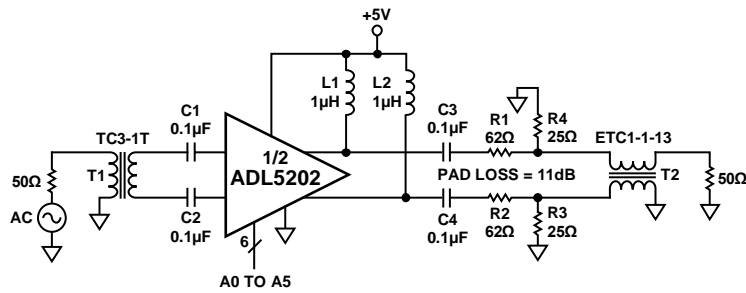 +5V
L1
1µH
L2
1µH
C1
0.1µF
C3
0.1µF
R1
62Ω
R4
25Ω
ETC1-1-13
TC3-1T
50Ω
T1
1/2
ADL5202
PAD LOSS = 11dB
T2
50Ω
AC
C2
0.1µF
C4
0.1µF
R2
62Ω
R3
25Ω
6
A0 TO A5